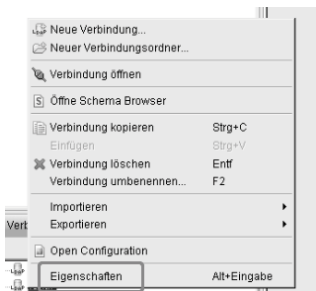 Neue Verbindung...
Neuer Verbindungsordner...
Verbindung öffnen
S Öffne Schema Browser
Verbindung kopieren Strg+C
Einfügen Strg+V
Verbindung löschen Entf
Verbindung umbenennen... F2
Importieren
Exportieren
Vert
Open Configuration
Eigenschaften Alt+Eingabe